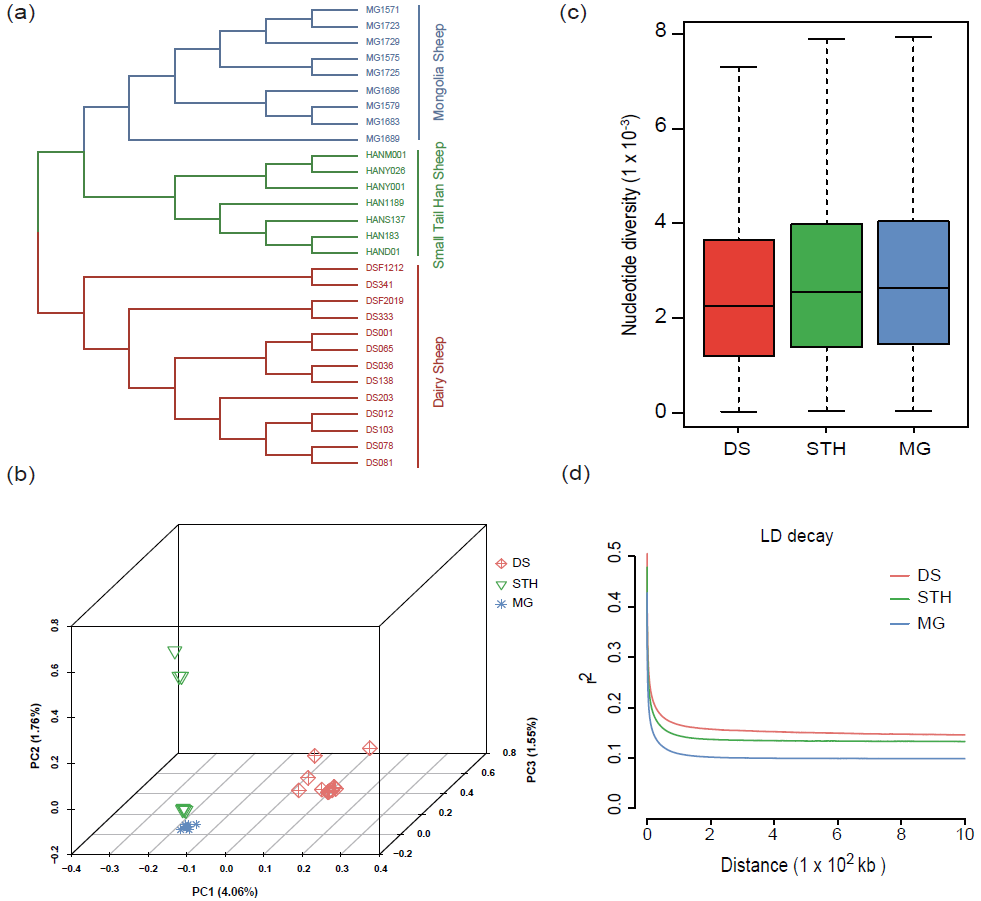 (a)
MG1571
MG1723
MG1729
MG1575
MG1725
MG1686
MG1579
MG1683
MG1689
Mongolia Sheep
HANM001
HANY026
HANY001
HAN1189
HANS137
HAN183
HAND01
Small Tail Han Sheep
DSF1212
DS341
DSF2019
DS333
DS001
DS065
DS036
DS138
DS203
DS012
DS103
DS078
DS081
Dairy Sheep
(b)
DS
STH
MG
PC2 (1.76%)
0.8
0.6
0.4
0.2
0.0
−0.2
−0.4 −0.3 −0.2 −0.1 0.0 0.1 0.2 0.3 0.4
PC1 (4.06%)
0.8
0.6
0.4
0.2
0.0
−0.2
PC3 (1.55%)
(c)
Nucleotide diversity (1 x 10-3)
8
6
4
2
0
DS STH MG
(d)
LD decay
DS
STH
MG
r2
0.5
0.4
0.3
0.2
0.1
0.0
0 2 4 6 8 10
Distance (1 x 102 kb )